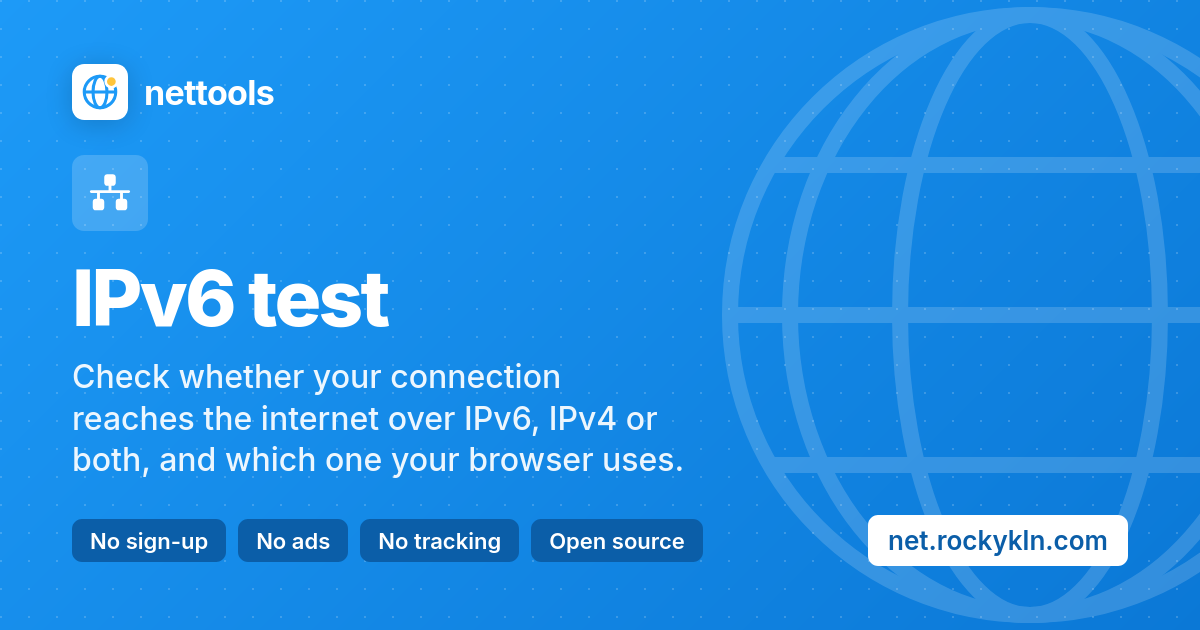 nettools
IPv6 test
Check whether your connection
reaches the internet over IPv6, IPv4 or
both, and which one your browser uses.
No sign-up
No ads
No tracking
Open source
net.rockykln.com